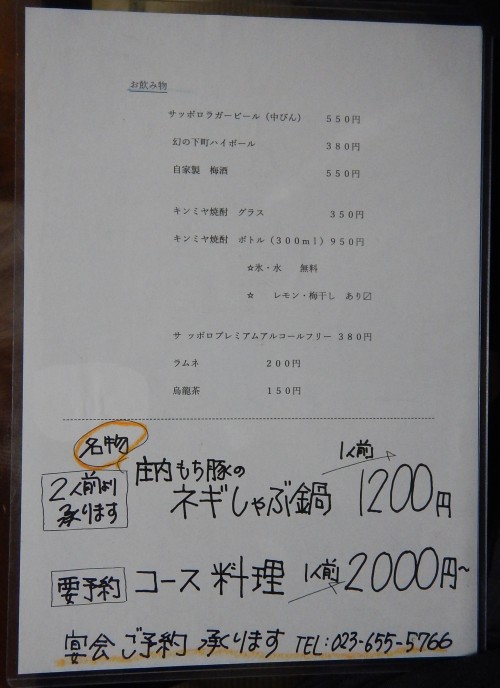 お飲み物
サッポロラガービール（中びん）　５５０円
幻の下町ハイボール　３８０円
自家製　梅酒　５５０円
キンミヤ焼酎　グラス　３５０円
キンミヤ焼酎　ボトル（３００ｍｌ）９５０円
☆氷・水　無料
☆　レモン・梅干し　あり〼
サッポロプレミアムアルコールフリー　３８０円
ラムネ　２００円
烏龍茶　１５０円
名物
2人前より
承ります
庄内もち豚の
ネギしゃぶ鍋
1人前
1200円
要予約 コース料理 1人前 2000円～
宴会ご予約 承ります TEL:023-655-5766